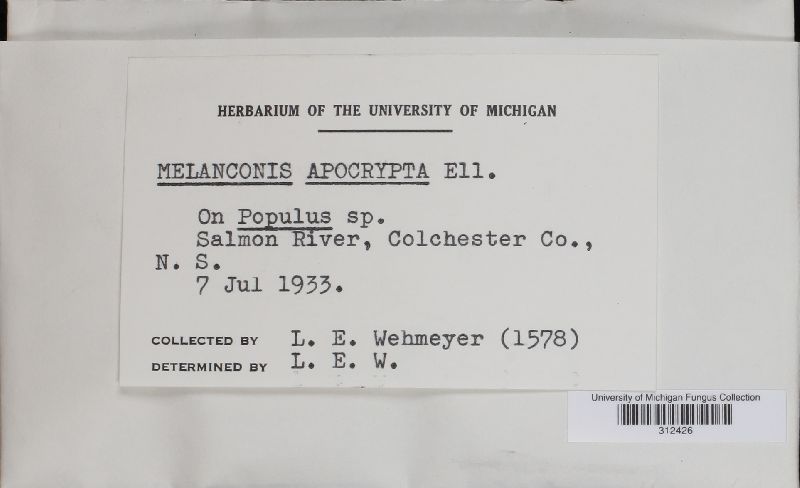 HERBARIUM OF THE UNIVERSITY OF MICHIGAN
MELANCONIS APOCRYPTA Ell.
On Populus sp.
Salmon River, Colchester Co.,
N. S.
7 Jul 1933.
COLLECTED BY L. E. Wehmeyer (1578)
DETERMINED BY L. E. W.
University of Michigan Fungus Collection
312426